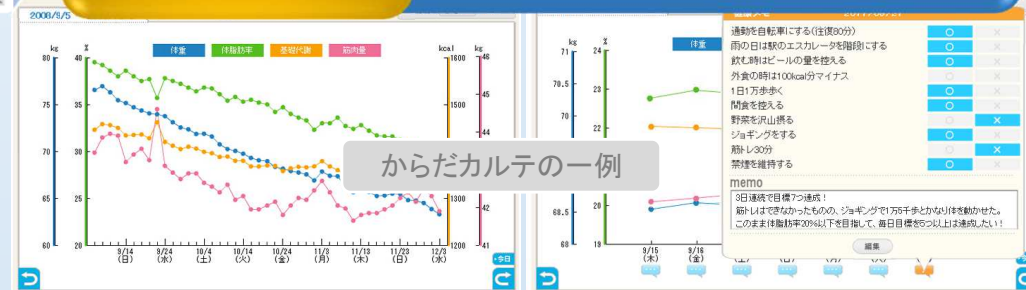 2008/9/5
kg % 体重 体脂肪率 基礎代謝 筋肉量 kcal kg
80 40 1600 46
75 35 1500 45
44
70 30
65 25 1300 42
60 20 1200 41
9/14 9/24 10/4 10/14 10/24 11/3 11/13 11/23 12/3
(日) (水) (土) (火) (金) (月) (木) (日) (水)
今日
からだカルテの一例
kg % 体重
71 24
70.5 23
70 22
68.5 20
68 19
9/15 9/16
(木) (金)
通勤を自転車にする(往復80分) ○ ×
雨の日は駅のエスカレータを階段にする ○ ×
飲む時はビールの量を控える ○ ×
外食の時は100kcal分マイナス ○ ×
1日1万歩歩く ○ ×
間食を控える ○ ×
野菜を沢山摂る ○ ×
ジョギングをする ○ ×
筋トレ30分 ○ ×
禁煙を維持する ○ ×
memo
3日連続で目標7つ達成!
筋トレはできなかったものの、ジョギングで1万5千歩とかなり体を動かせた。
このまま体脂肪率20%以下を目指して、毎日目標を5つ以上は達成したい!
編集